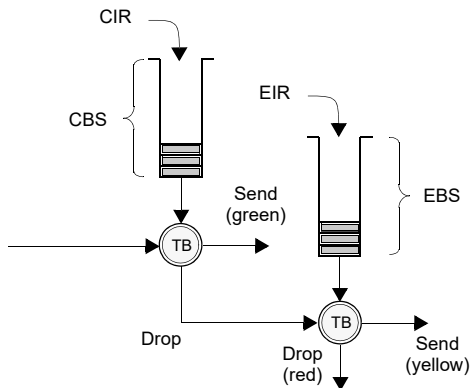 CIR
CBS
EIR
EBS
Send
(green)
TB
Drop
TB
Drop
(red)
Send
(yellow)